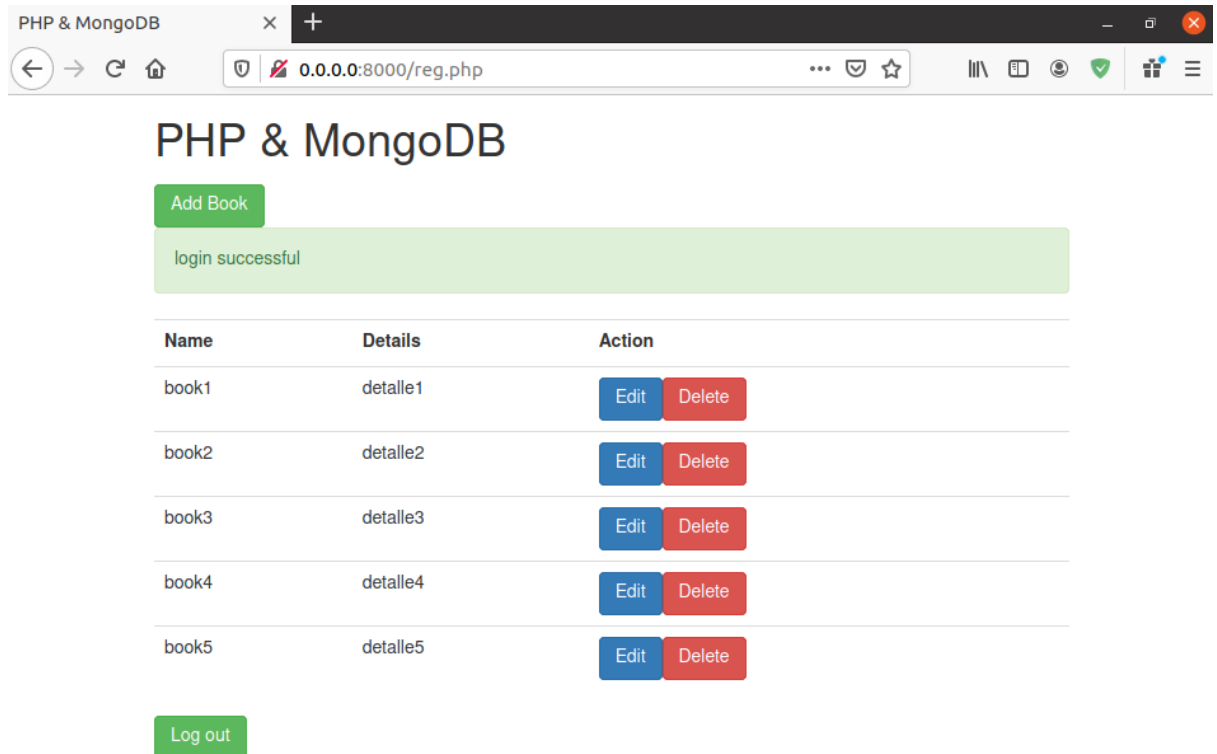 PHP & MongoDB
0.0.0.0:8000/reg.php
PHP & MongoDB
Add Book
login successful
Name Details Action
book1 detalle1 Edit Delete
book2 detalle2 Edit Delete
book3 detalle3 Edit Delete
book4 detalle4 Edit Delete
book5 detalle5 Edit Delete
Log out